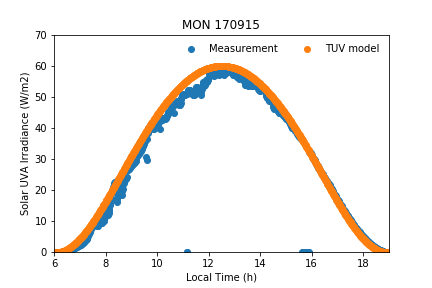 MON 170915
Measurement
TUV model
70
60
50
40
30
20
10
0
Solar UVA Irradiance (W/m2)
6 8 10 12 14 16 18
Local Time (h)